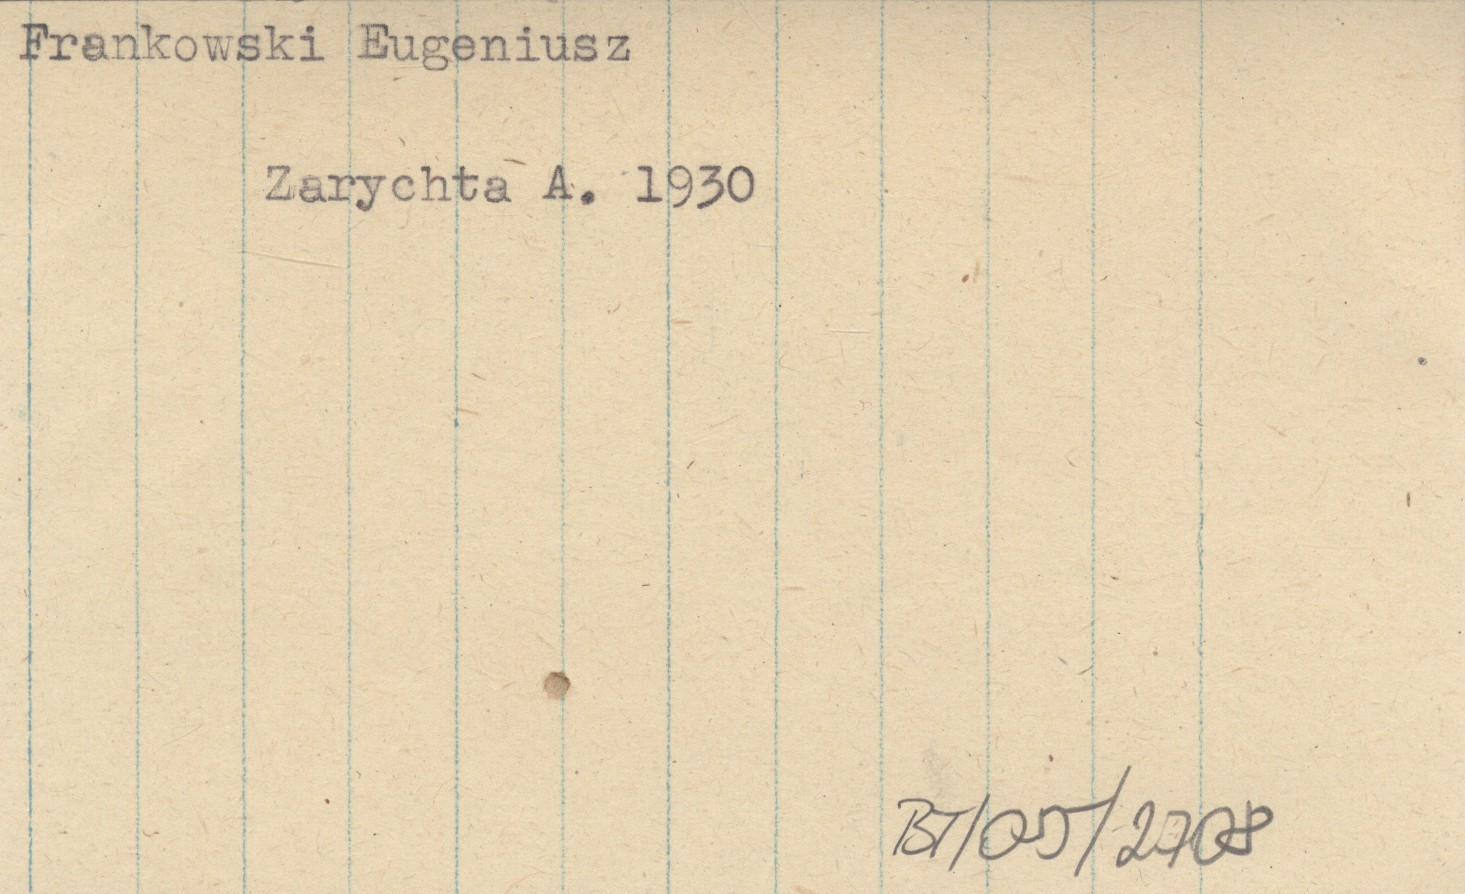 Frankowski Eugeniusz
Zarychta A. 1930
BT/05/2708